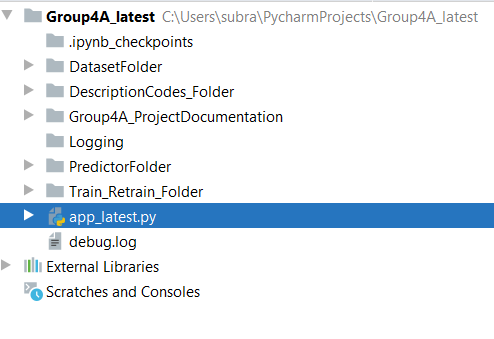 Group4A_latest C:\Users\subra\PycharmProjects\Group4A_latest
.ipynb_checkpoints
DatasetFolder
DescriptionCodes_Folder
Group4A_ProjectDocumentation
Logging
PredictorFolder
Train_Retrain_Folder
app_latest.py
debug.log
External Libraries
Scratches and Consoles